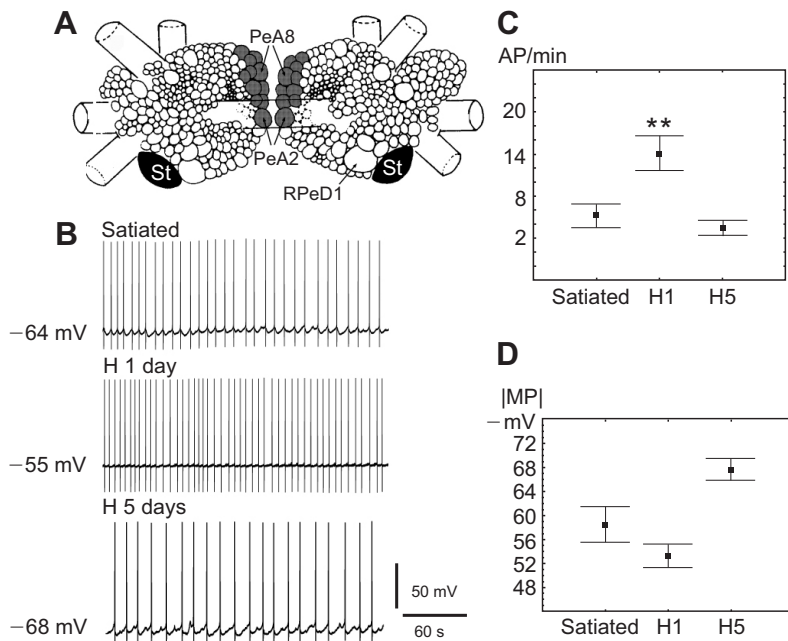 A
PeA8
PeA2
RPeD1
St
St
B
Satiated
−64 mV
H 1 day
−55 mV
H 5 days
−68 mV
50 mV
60 s
C
AP/min
20
14
8
2
**
Satiated H1 H5
D
|MP|
−mV
72
68
64
60
56
52
48
Satiated H1 H5